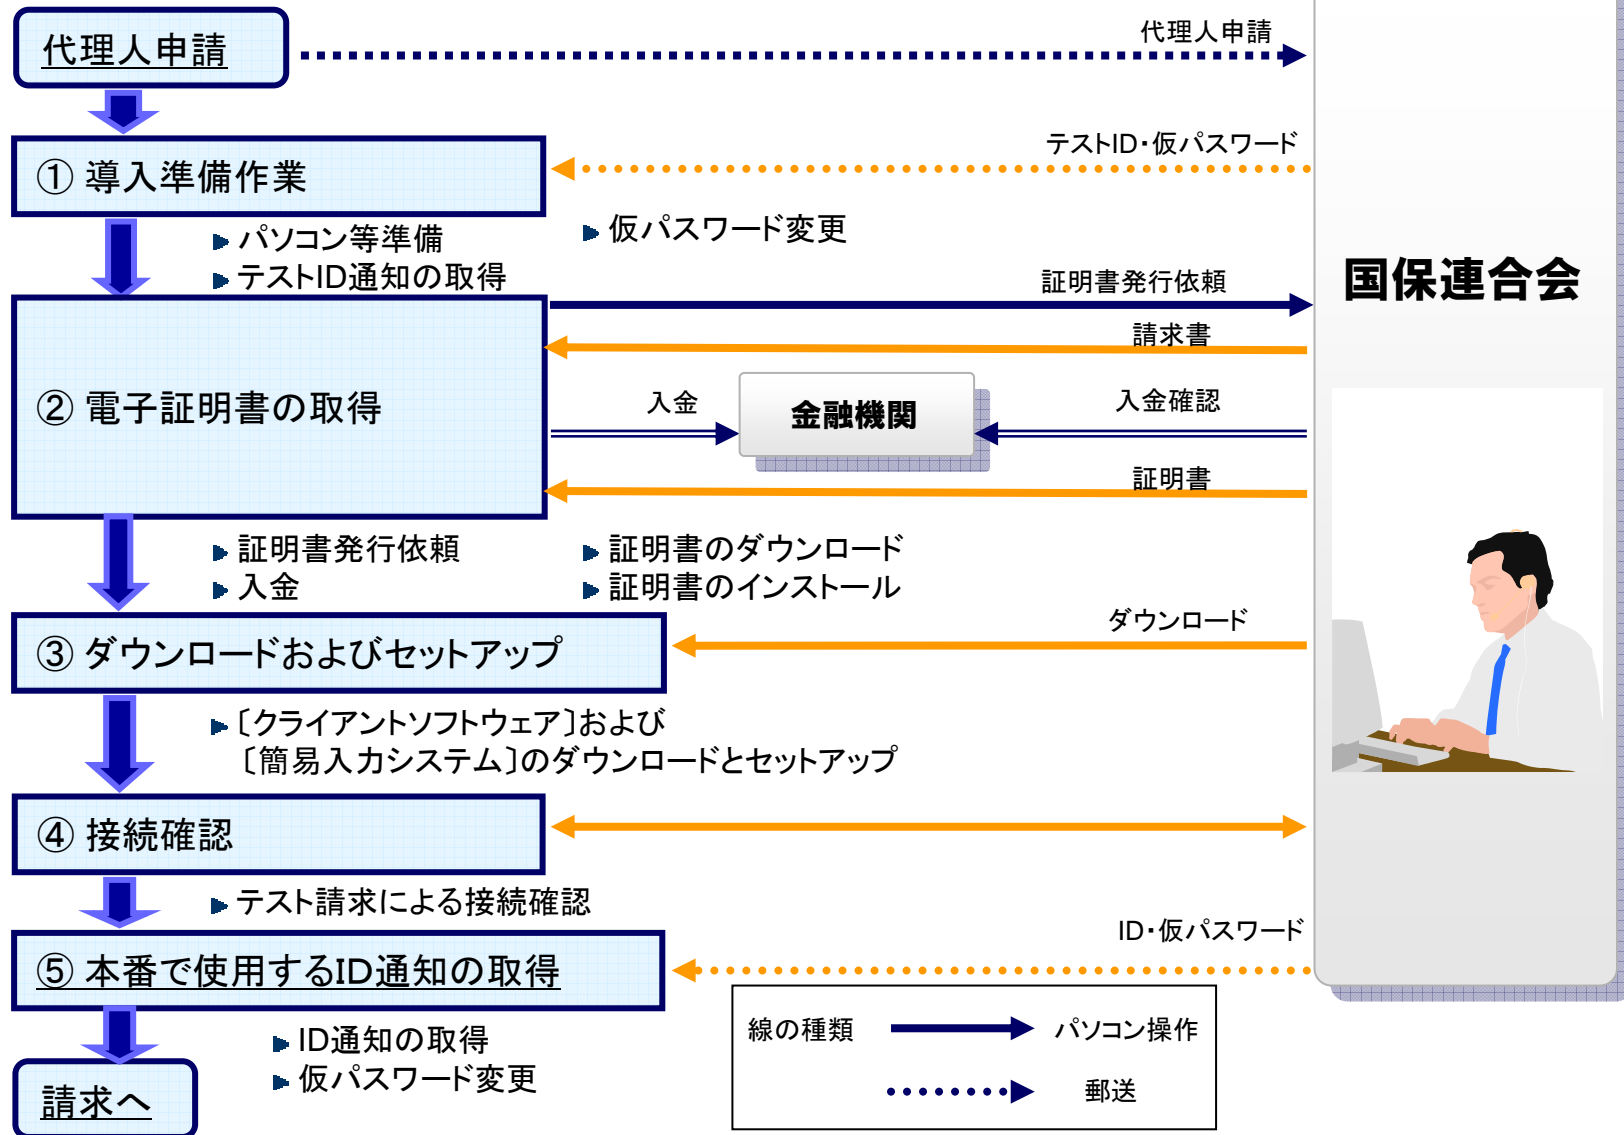 代理人申請
代理人申請
テストID・仮パスワード
① 導入準備作業
▶ パソコン等準備
▶ テストID通知の取得
▶ 仮パスワード変更
国保連合会
証明書発行依頼
請求書
② 電子証明書の取得
入金
金融機関
入金確認
証明書
▶ 証明書発行依頼
▶ 入金
▶ 証明書のダウンロード
▶ 証明書のインストール
ダウンロード
③ ダウンロードおよびセットアップ
▶ 〔クライアントソフトウェア〕および
〔簡易入力システム〕のダウンロードとセットアップ
④ 接続確認
▶ テスト請求による接続確認
ID・仮パスワード
⑤ 本番で使用するID通知の取得
▶ ID通知の取得
▶ 仮パスワード変更
線の種類
パソコン操作
郵送
請求へ